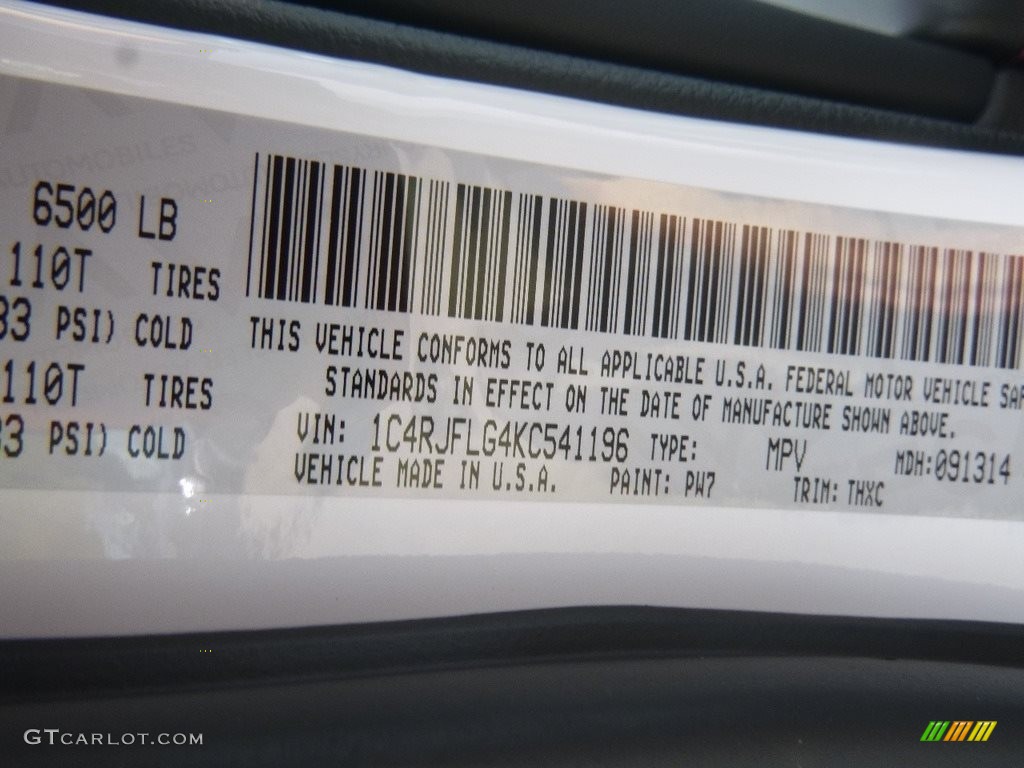 6500 LB
110T TIRES
33 PSI) COLD
110T TIRES
33 PSI) COLD
THIS VEHICLE CONFORMS TO ALL APPLICABLE U.S.A. FEDERAL MOTOR VEHICLE SAF
STANDARDS IN EFFECT ON THE DATE OF MANUFACTURE SHOWN ABOVE.
VIN: 1C4RJFLG4KC541196 TYPE: MPV MDH:091314
VEHICLE MADE IN U.S.A. PAINT: PW7 TRIM: THXC
AUTOMOBILES
GTCARLOT.COM